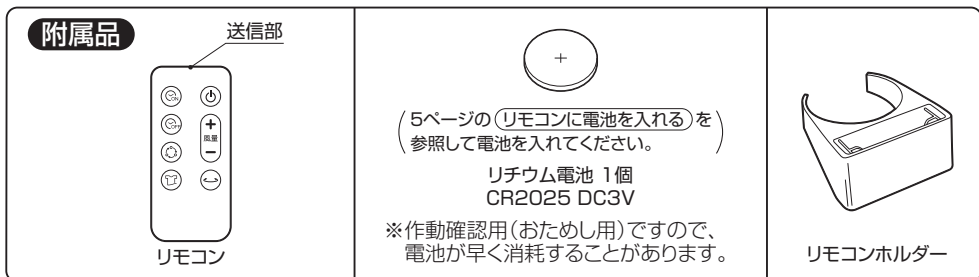 附属品
送信部
ON
OFF
+
風量
−
リモコン
+
(5ページの リモコンに電池を入れる を
参照して電池を入れてください。)
リチウム電池 1個
CR2025 DC3V
※作動確認用(おためし用)ですので、
電池が早く消耗することがあります。
リモコンホルダー